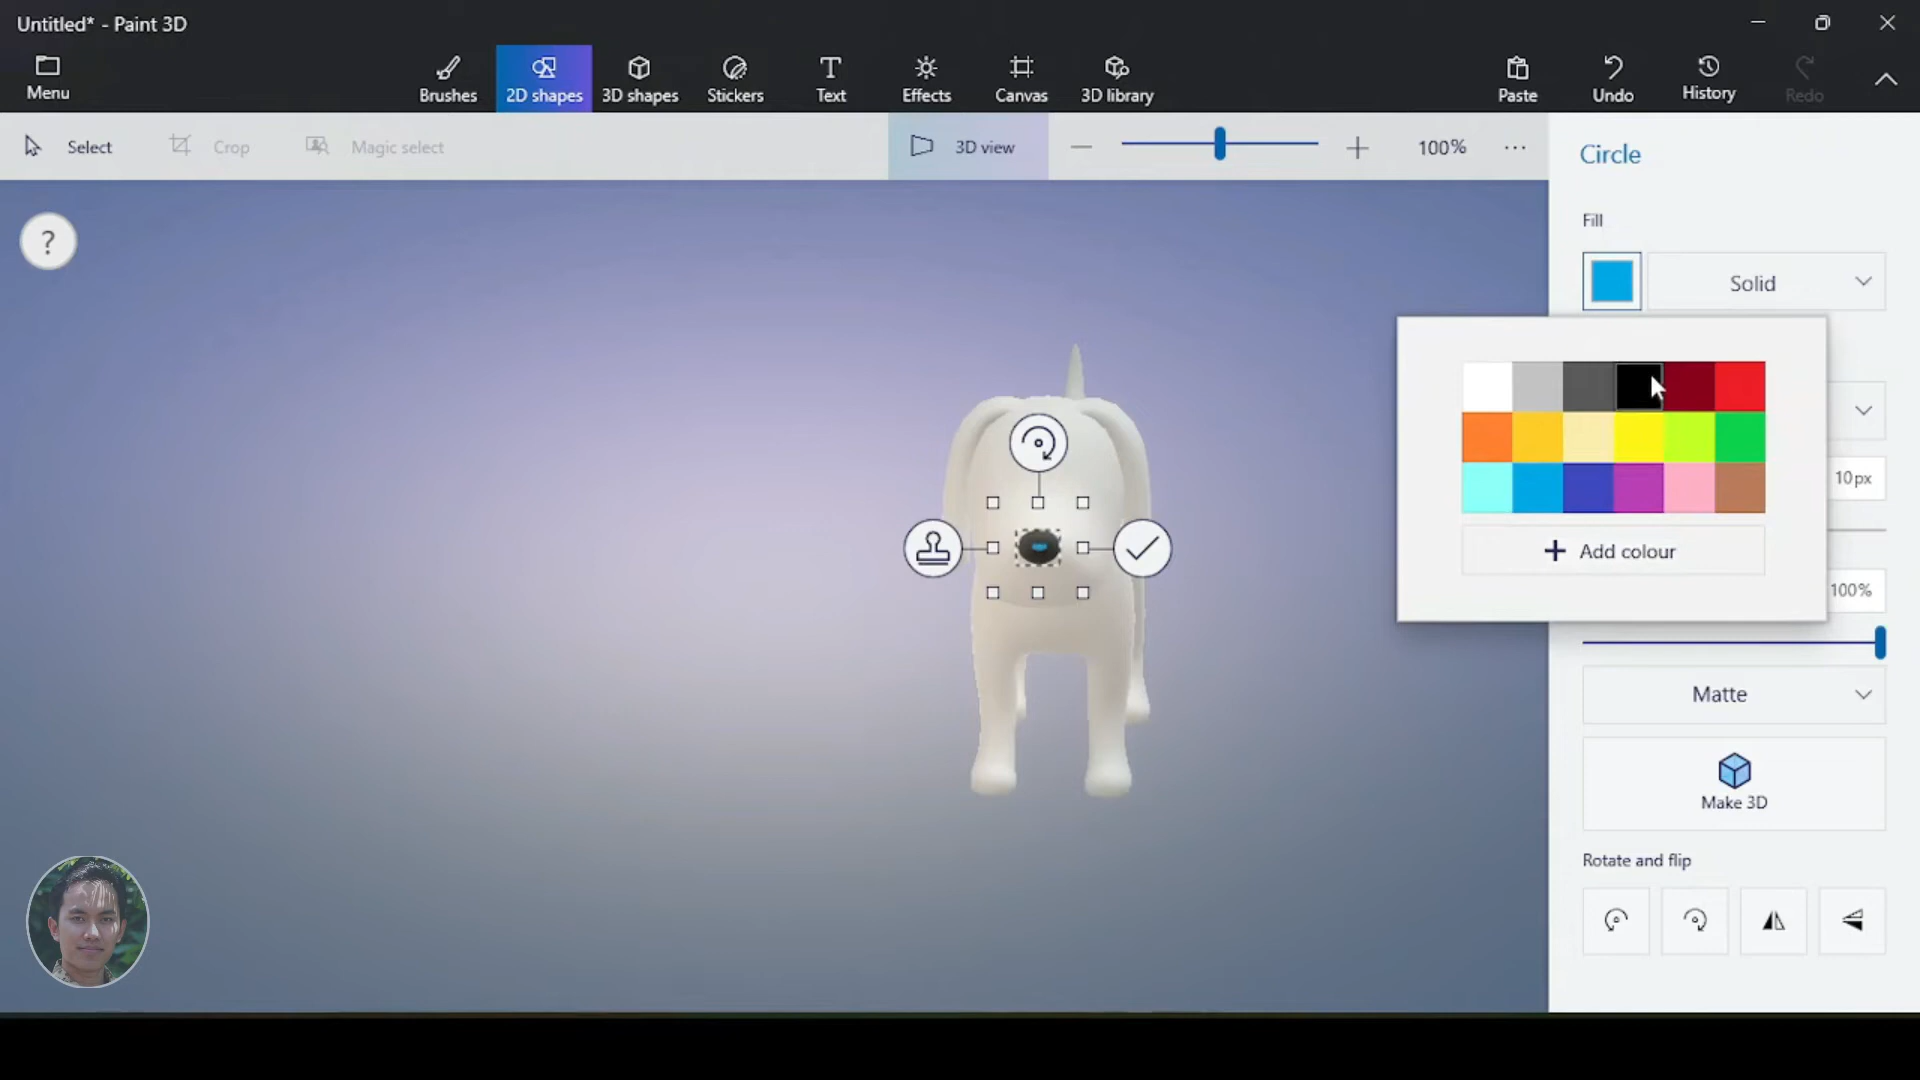 Untitled* - Paint 3D
Menu
Brushes
2D shapes
3D shapes
Stickers
Text
Effects
Canvas
3D library
Paste
Undo
History
Redo
Select
Crop
Magic select
3D view
100%
Circle
Fill
Solid
10px
Add colour
100%
Matte
Make 3D
Rotate and flip